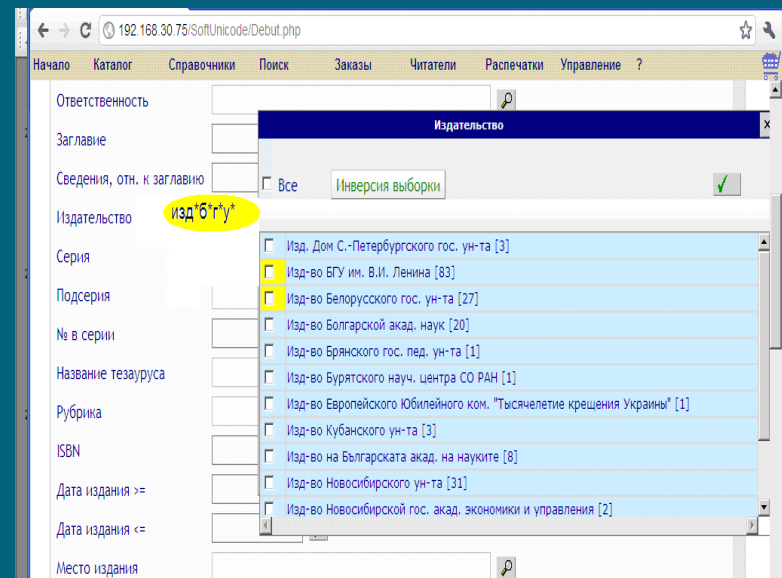 192.168.30.75/SoftUnicode/Debut.php
Начало Каталог Справочники Поиск Заказы Читатели Распечатки Управление ?
Ответственность
Издательство
Заглавие
Сведения, отн. к заглавию
Все Инверсия выборки
Издательство изд*б*г*у*
Изд. Дом С.-Петербургского гос. ун-та [3]
Серия
Изд-во БГУ им. В.И. Ленина [83]
Подсерия
Изд-во Белорусского гос. ун-та [27]
Изд-во Болгарской акад. наук [20]
№ в серии
Изд-во Брянского гос. пед. ун-та [1]
Название тезауруса
Изд-во Бурятского науч. центра СО РАН [1]
Изд-во Европейского Юбилейного ком. "Тысячелетие крещения Украины" [1]
Рубрика
Изд-во Кубанского ун-та [3]
ISBN
Изд-во на Българската акад. на науките [8]
Изд-во Новосибирского ун-та [31]
Дата издания >=
Изд-во Новосибирской гос. акад. экономики и управления [2]
Дата издания <=
Место издания